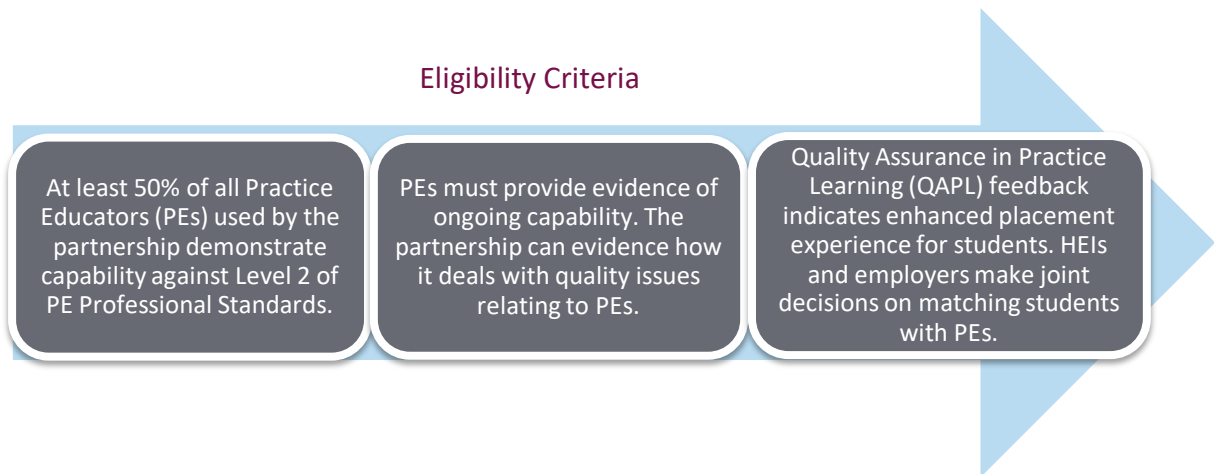 Eligibility Criteria
At least 50% of all Practice
Educators (PEs) used by the
partnership demonstrate
capability against Level 2 of
PE Professional Standards.
PEs must provide evidence of
ongoing capability. The
partnership can evidence how
it deals with quality issues
relating to PEs.
Quality Assurance in Practice
Learning (QAPL) feedback
indicates enhanced placement
experience for students. HEIs
and employers make joint
decisions on matching students
with PEs.